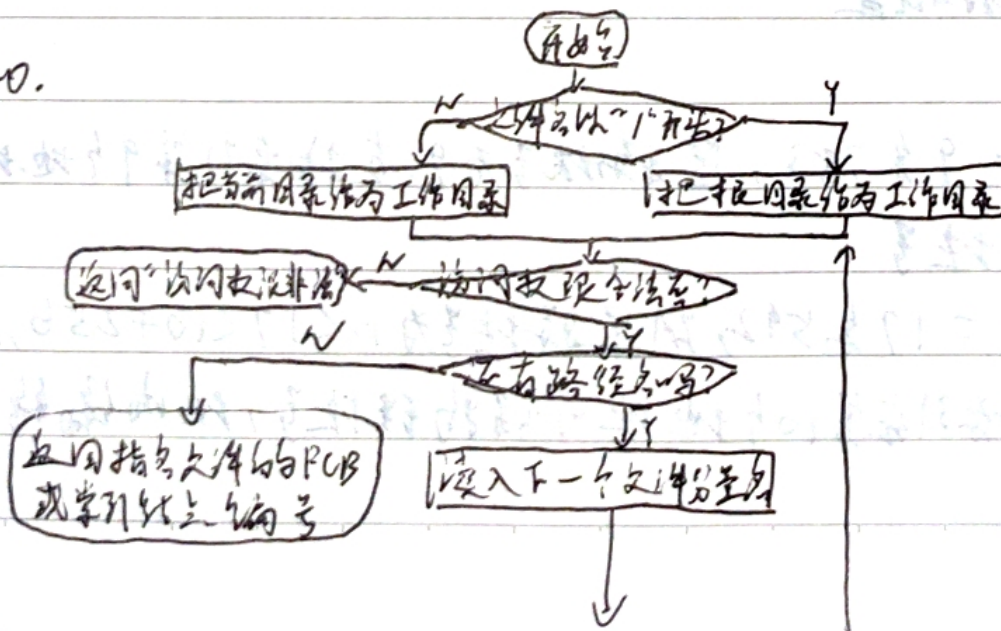 0.
开始
N
文件名以"/"开头?
Y
把当前目录作为工作目录
把根目录作为工作目录
返回"访问权限非法"
N
访问权限合法否?
N
Y
还有路径名吗?
Y
返回指名文件的FCB
或索引结点编号
读入下一个文件分量名